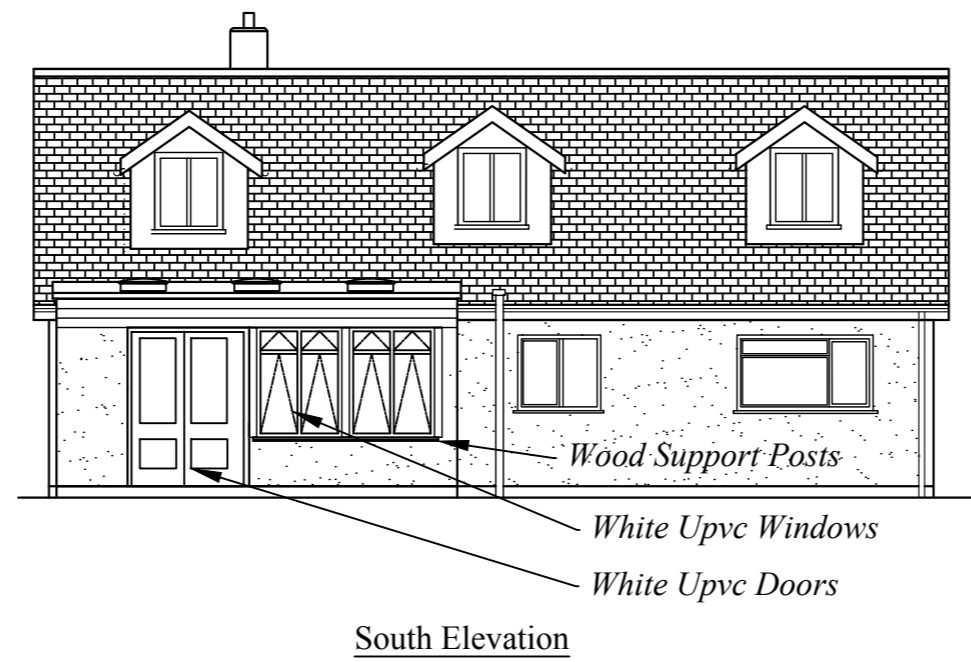 Wood Support Posts
White Upvc Windows
White Upvc Doors
South Elevation